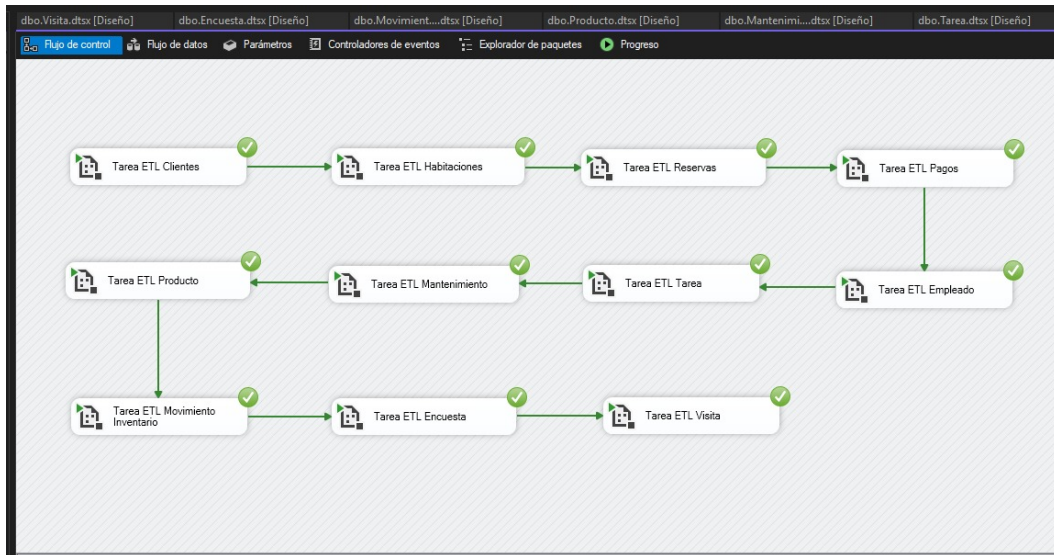 dbo.Visita.dtsx [Diseño]
dbo.Encuesta.dtsx [Diseño]
dbo.Movimient....dtsx [Diseño]
dbo.Producto.dtsx [Diseño]
dbo.Mantenimi....dtsx [Diseño]
dbo.Tarea.dtsx [Diseño]
Flujo de control
Flujo de datos
Parámetros
Controladores de eventos
Explorador de paquetes
Progreso
Tarea ETL Clientes
Tarea ETL Habitaciones
Tarea ETL Reservas
Tarea ETL Pagos
Tarea ETL Producto
Tarea ETL Mantenimiento
Tarea ETL Tarea
Tarea ETL Empleado
Tarea ETL Movimiento
Inventario
Tarea ETL Encuesta
Tarea ETL Visita